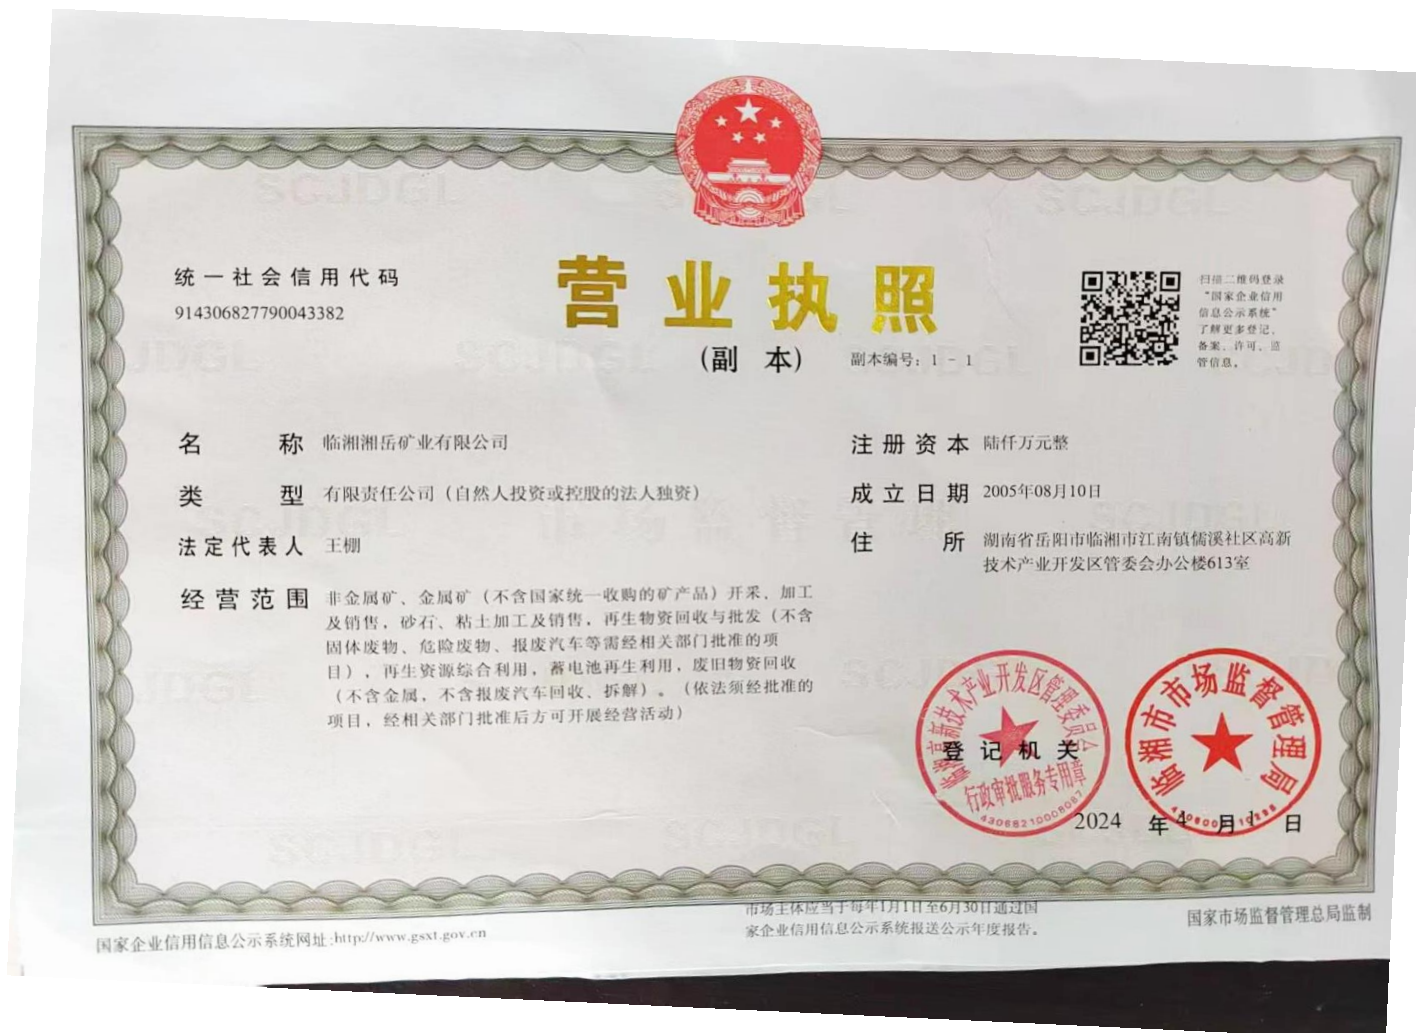 统一社会信用代码
914306827790043382
营业执照
（副 本）
副本编号：1 - 1
扫描二维码登录
“国家企业信用
信息公示系统”
了解更多登记、
备案、许可、监
管信息。
名 称 临湘湘岳矿业有限公司
类 型 有限责任公司（自然人投资或控股的法人独资）
法定代表人 王棚
经营范围 非金属矿、金属矿（不含国家统一收购的矿产品）开采、加工
及销售，砂石、粘土加工及销售，再生物资回收与批发（不含
固体废物、危险废物、报废汽车等需经相关部门批准的项
目），再生资源综合利用，蓄电池再生利用，废旧物资回收
（不含金属，不含报废汽车回收、拆解）。（依法须经批准的
项目，经相关部门批准后方可开展经营活动）
注册资本 陆仟万元整
成立日期 2005年08月10日
住 所 湖南省岳阳市临湘市江南镇儒溪社区高新
技术产业开发区管委会办公楼613室
临湘高新技术产业开发区管理委员会
行政审批服务专用章
4306821000806
临湘市市场监督管理局
登记机关
2024 年 4 月 1 日
国家企业信用信息公示系统网址:http://www.gsxt.gov.cn
市场主体应当于每年1月1日至6月30日通过国
家企业信用信息公示系统报送公示年度报告。
国家市场监督管理总局监制
SCJDGL
市场监督管理